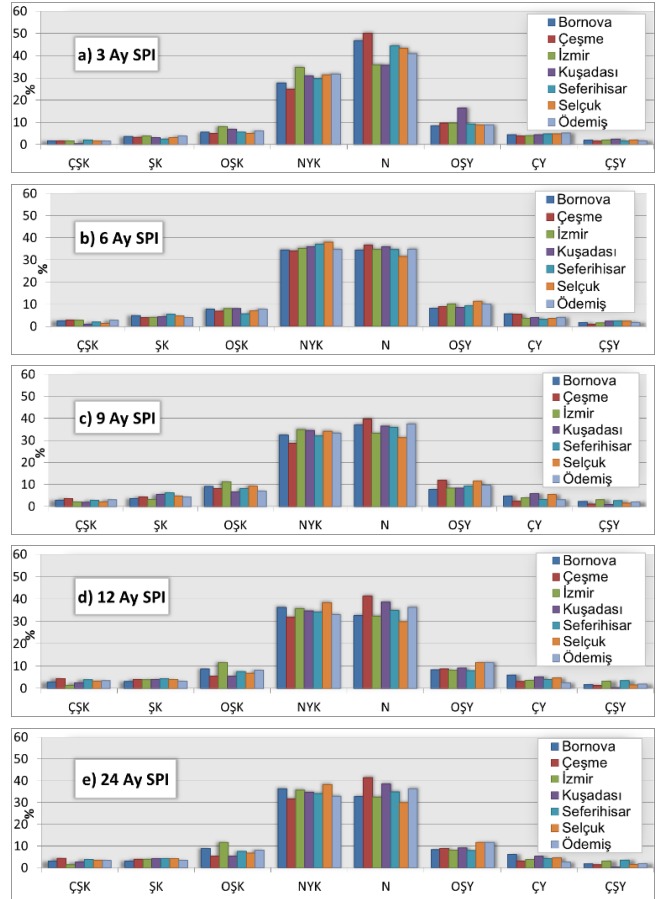 a) 3 Ay SPI
60
50
40
30
20
10
0
%
Bornova
Çeşme
İzmir
Kuşadası
Seferihisar
Selçuk
Ödemiş
ÇŞK ŞK OŞK NYK N OŞY ÇY ÇŞY
b) 6 Ay SPI
60
50
40
30
20
10
0
%
Bornova
Çeşme
İzmir
Kuşadası
Seferihisar
Selçuk
Ödemiş
ÇŞK ŞK OŞK NYK N OŞY ÇY ÇŞY
c) 9 Ay SPI
60
50
40
30
20
10
0
%
Bornova
Çeşme
İzmir
Kuşadası
Seferihisar
Selçuk
Ödemiş
ÇŞK ŞK OŞK NYK N OŞY ÇY ÇŞY
d) 12 Ay SPI
60
50
40
30
20
10
0
%
Bornova
Çeşme
İzmir
Kuşadası
Seferihisar
Selçuk
Ödemiş
ÇŞK ŞK OŞK NYK N OŞY ÇY ÇŞY
e) 24 Ay SPI
60
50
40
30
20
10
0
%
Bornova
Çeşme
İzmir
Kuşadası
Seferihisar
Selçuk
Ödemiş
ÇŞK ŞK OŞK NYK N OŞY ÇY ÇŞY